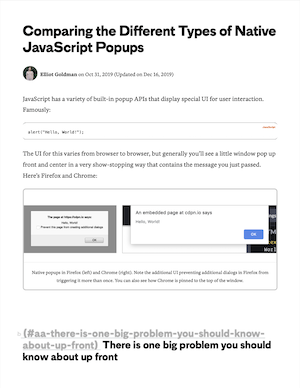 Comparing the Different Types of Native
JavaScript Popups
Elliot Goldman on Oct 31, 2019 (Updated on Dec 16, 2019)
JavaScript has a variety of built-in popup APIs that display special UI for user interaction.
Famously:
alert("Hello, World!");
The UI for this varies from browser to browser, but generally you'll see a little window pop up
front and center in a very show-stopping way that contains the message you just passed.
Here's Firefox and Chrome:
An embedded page at cdpn.io says
Hello, World!
OK
The page at https://cdpn.io says:
Hello, World!
Prevent this page from creating additional dialogs
OK
Native popups in Firefox (left) and Chrome (right). Note the additional UI preventing additional dialogs in Firefox from
triggering it more than once. You can also see how Chrome is pinned to the top of the window.
(#aa-there-is-one-big-problem-you-should-know-
about-up-front) There is one big problem you should
know about up front